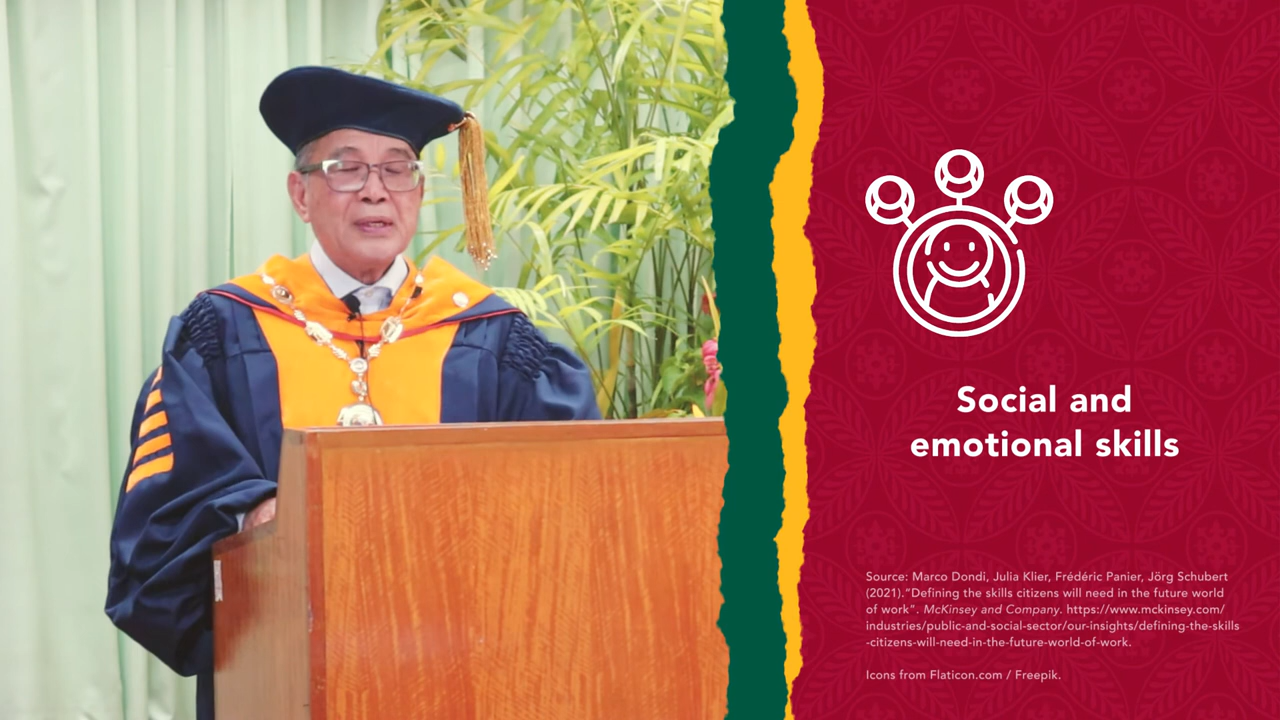 Social and
emotional skills
Source: Marco Dondi, Julia Klier, Frédéric Panier, Jörg Schubert
(2021).“Defining the skills citizens will need in the future world
of work”. McKinsey and Company. https://www.mckinsey.com/
industries/public-and-social-sector/our-insights/defining-the-skills
-citizens-will-need-in-the-future-world-of-work.
Icons from Flaticon.com / Freepik.